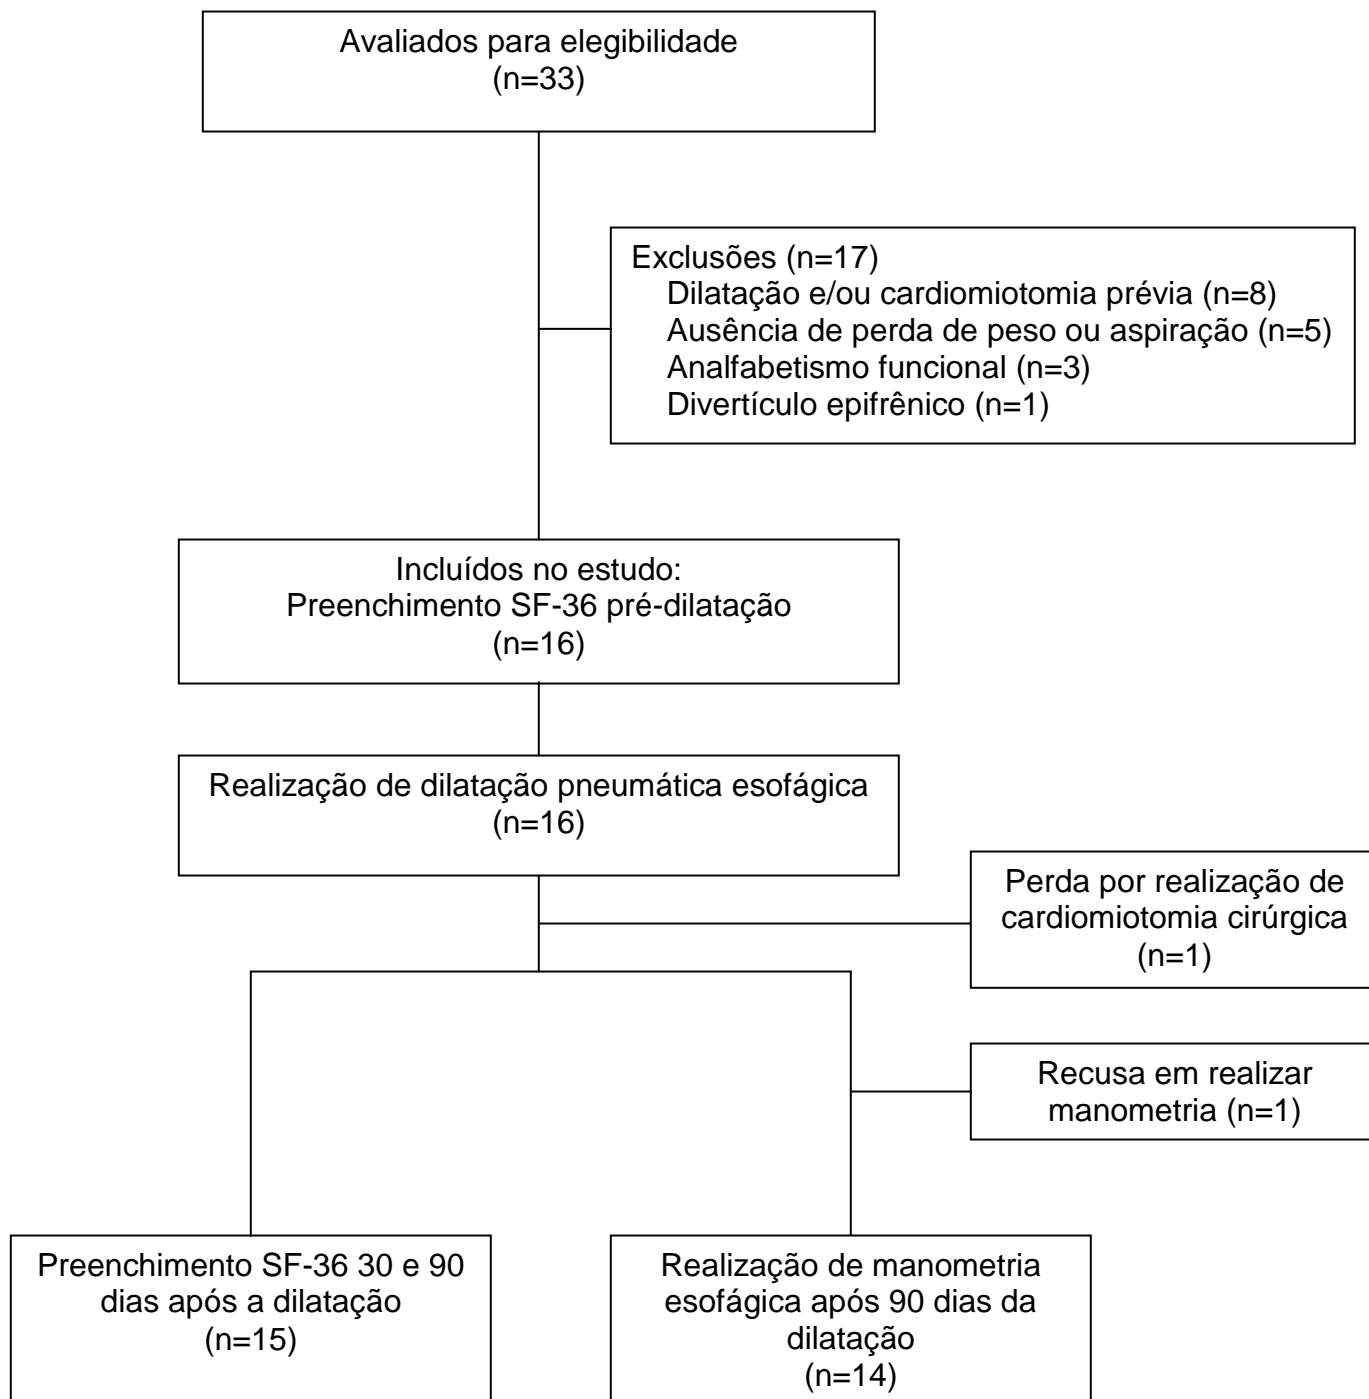 Avaliados para elegibilidade
(n=33)
Exclusões (n=17)
Dilatação e/ou cardiomiotomia prévia (n=8)
Ausência de perda de peso ou aspiração (n=5)
Analfabetismo funcional (n=3)
Divertículo epifrênico (n=1)
Incluídos no estudo:
Preenchimento SF-36 pré-dilatação
(n=16)
Realização de dilatação pneumática esofágica
(n=16)
Perda por realização de
cardiomiotomia cirúrgica
(n=1)
Recusa em realizar
manometria (n=1)
Preenchimento SF-36 30 e 90
dias após a dilatação
(n=15)
Realização de manometria
esofágica após 90 dias da
dilatação
(n=14)